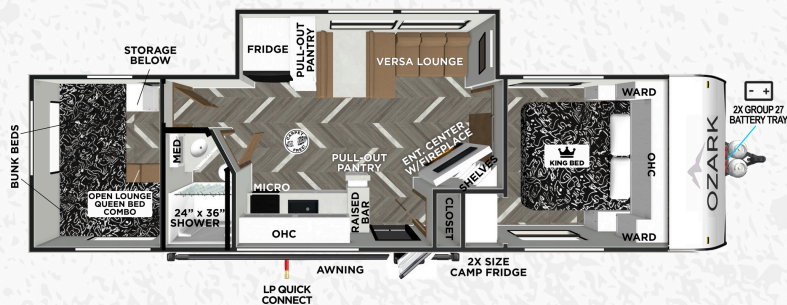 STORAGE
BELOW
FRIDGE
PULL-OUT
PANTRY
VERSA LOUNGE
WARD
2X GROUP 27
BATTERY TRAY
BUNK BEDS
MED
CARPET
FREE!
PULL-OUT
PANTRY
ENT. CENTER
W/FIREPLACE
SHELVES
KING BED
OHC
OZARK
OPEN LOUNGE
QUEEN BED
COMBO
24" x 36"
SHOWER
MICRO
OHC
RAISED
BAR
CLOSET
WARD
AWNING
2X SIZE
CAMP FRIDGE
LP QUICK
CONNECT